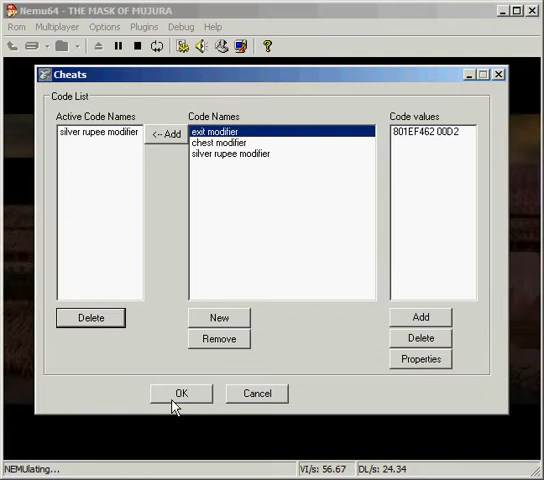 Nemu64 - THE MASK OF MUJURA
Rom Multiplayer Options Plugins Debug Help
Cheats
Code List
Active Code Names
silver rupee modifier
<-- Add
Code Names
exit modifier
chest modifier
silver rupee modifier
Code values
801EF462 00D2
Delete
New
Remove
Add
Delete
Properties
OK
Cancel
NEMUlating...
VI/s: 56.67
DL/s: 24.34